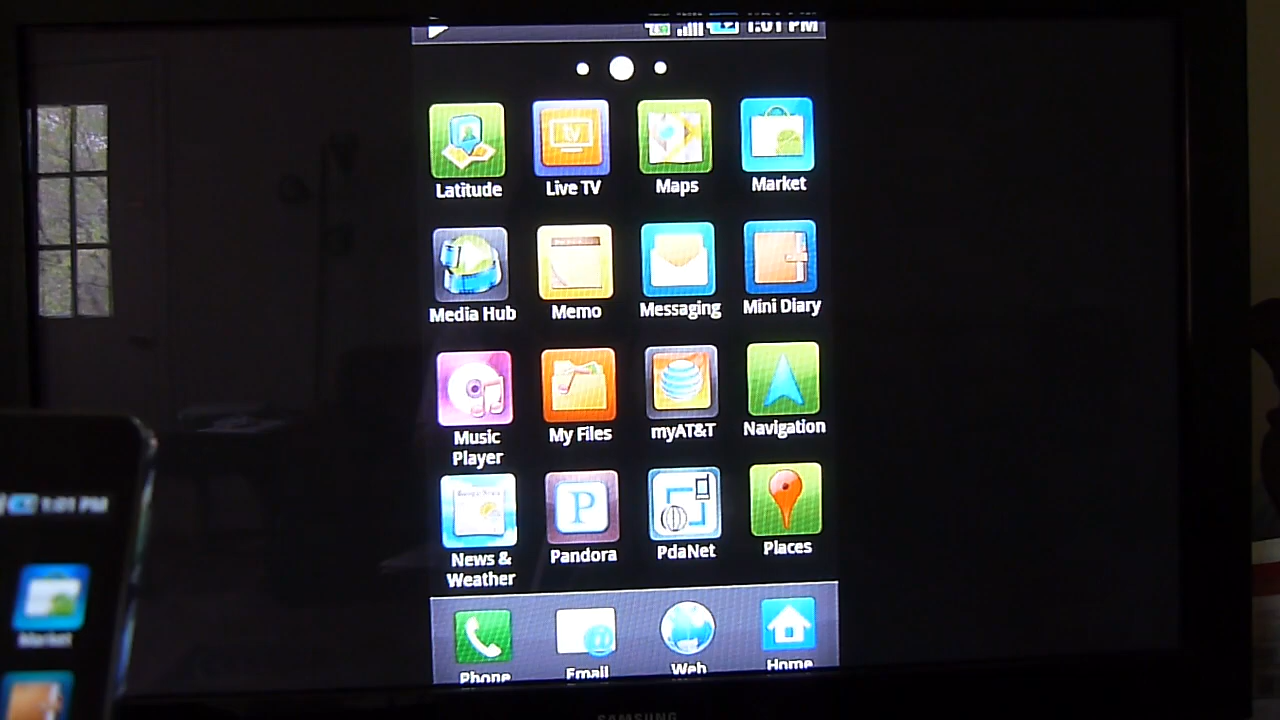 1:01 PM
Latitude Live TV Maps Market
Media Hub Memo Messaging Mini Diary
Music Player My Files myAT&T Navigation
News & Weather Pandora PdaNet Places
Phone Email Web Home
SAMSUNG
1:01 PM
Market